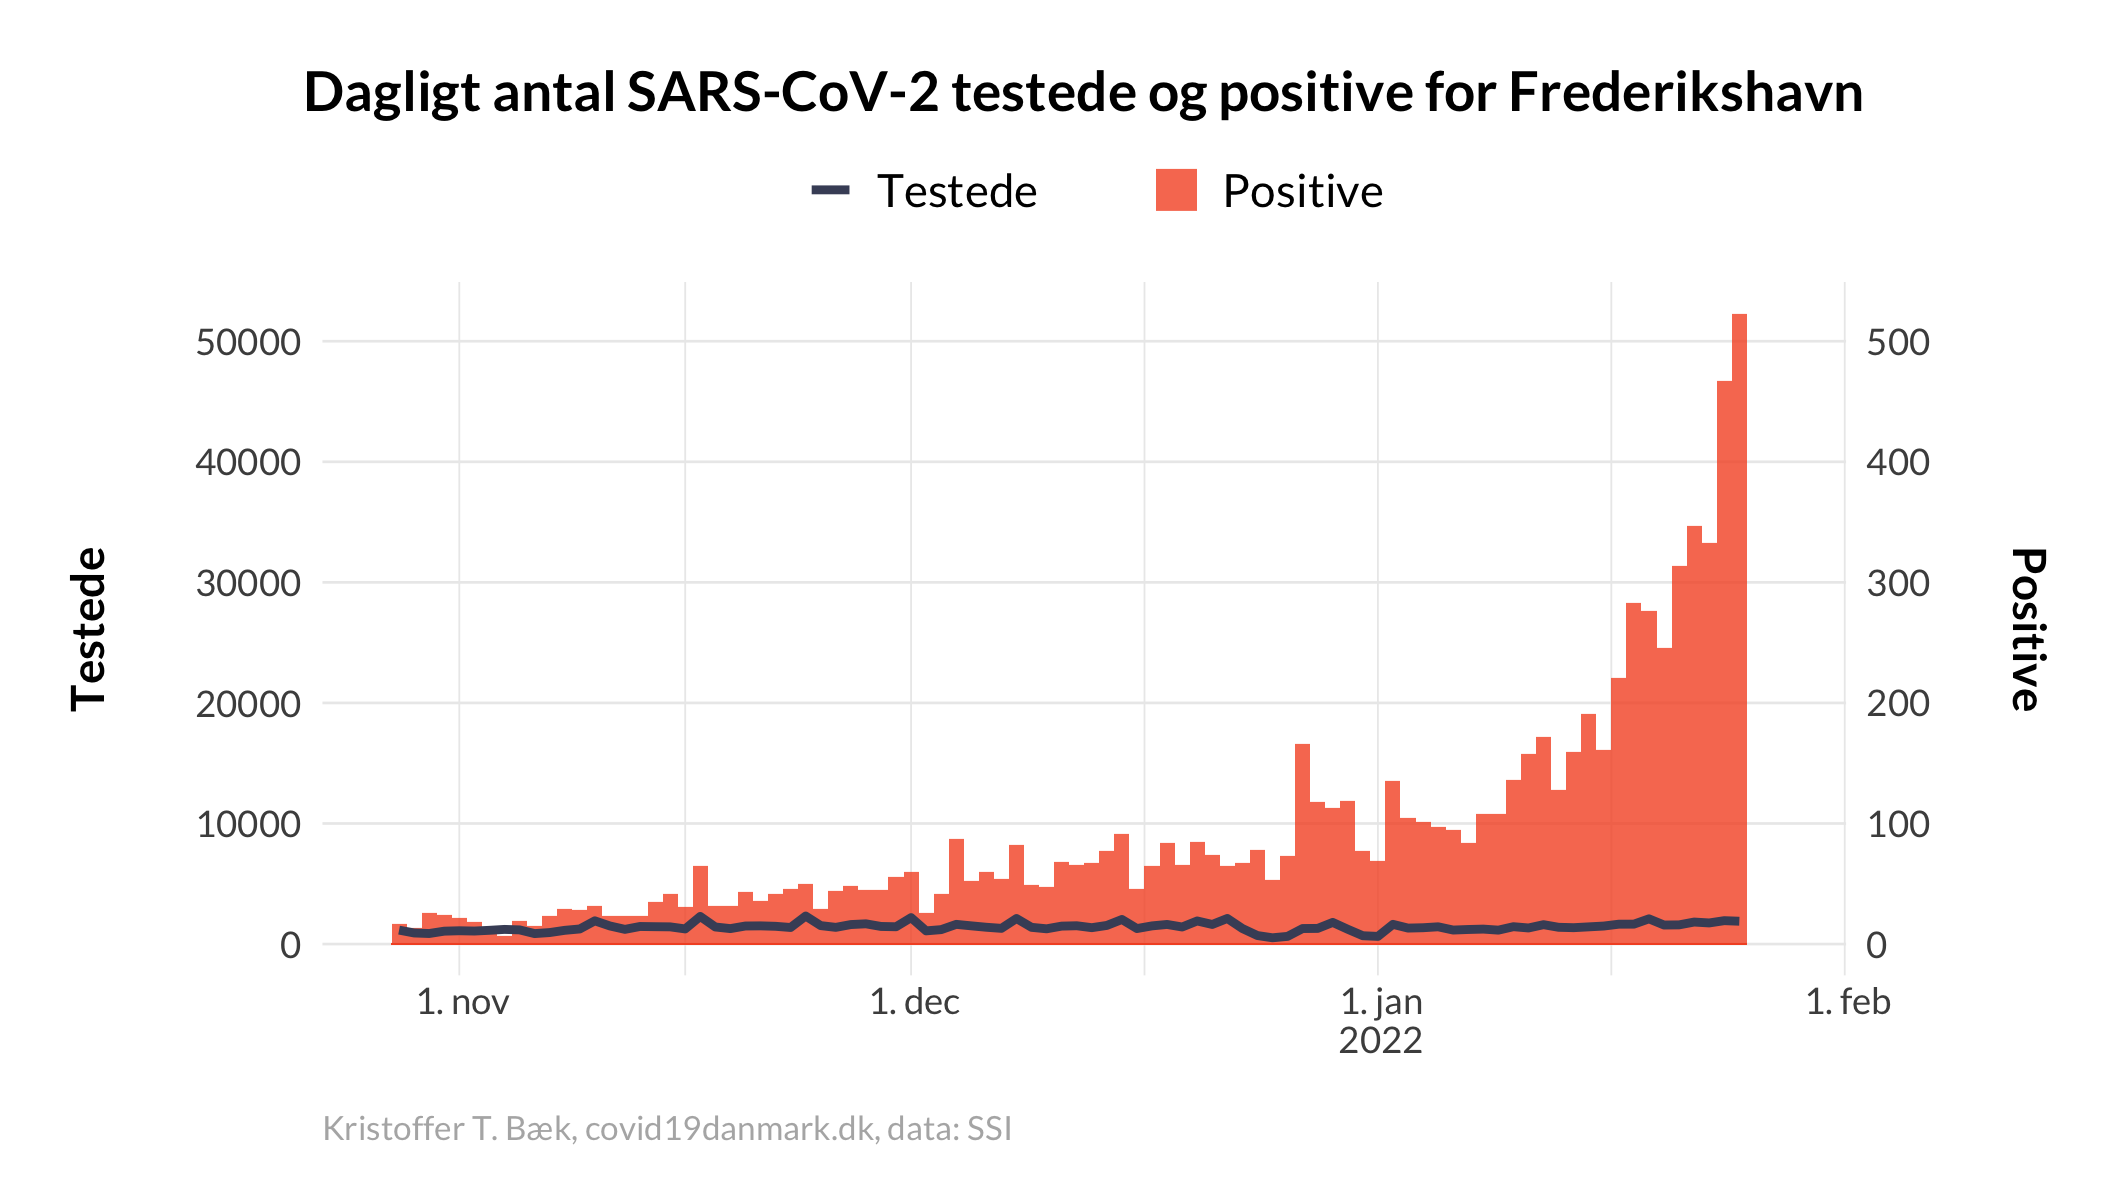 Dagligt antal SARS-CoV-2 testede og positive for Frederikshavn
Testede
Positive
Testede
50000
40000
30000
20000
10000
0
500
400
300
200
100
0
Positive
1. nov
1. dec
1. jan
2022
1. feb
Kristoffer T. Bæk, covid19danmark.dk, data: SSI